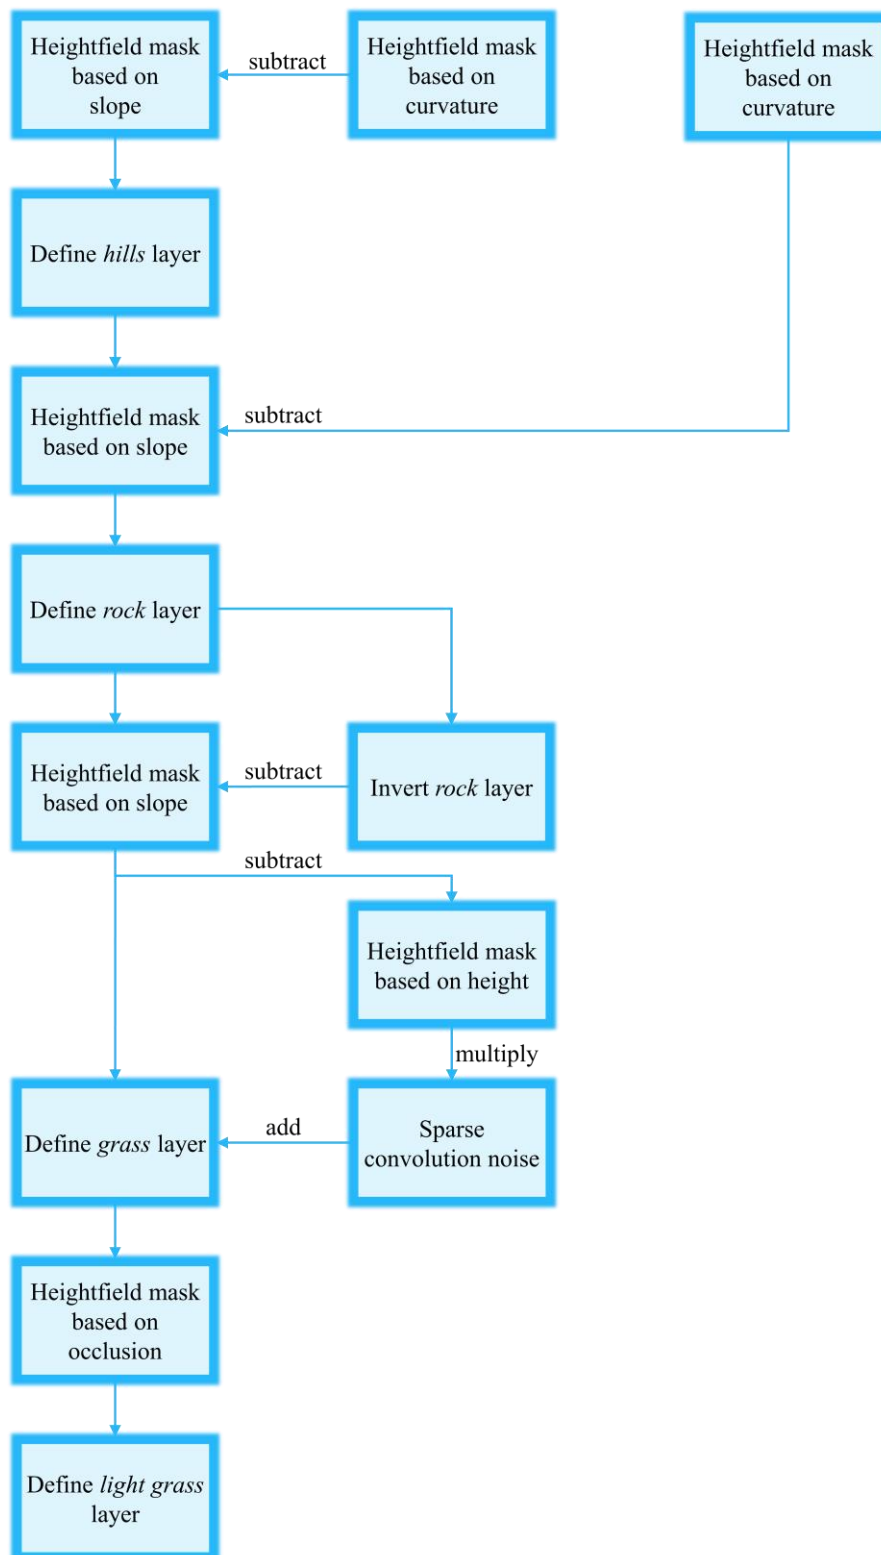 Heightfield mask
based on
slope
subtract
Heightfield mask
based on
curvature
Heightfield mask
based on
curvature
Define hills layer
Heightfield mask
based on slope
subtract
Define rock layer
Heightfield mask
based on slope
subtract
Invert rock layer
subtract
Heightfield mask
based on height
multiply
Define grass layer
add
Sparse
convolution noise
Heightfield mask
based on
occlusion
Define light grass
layer